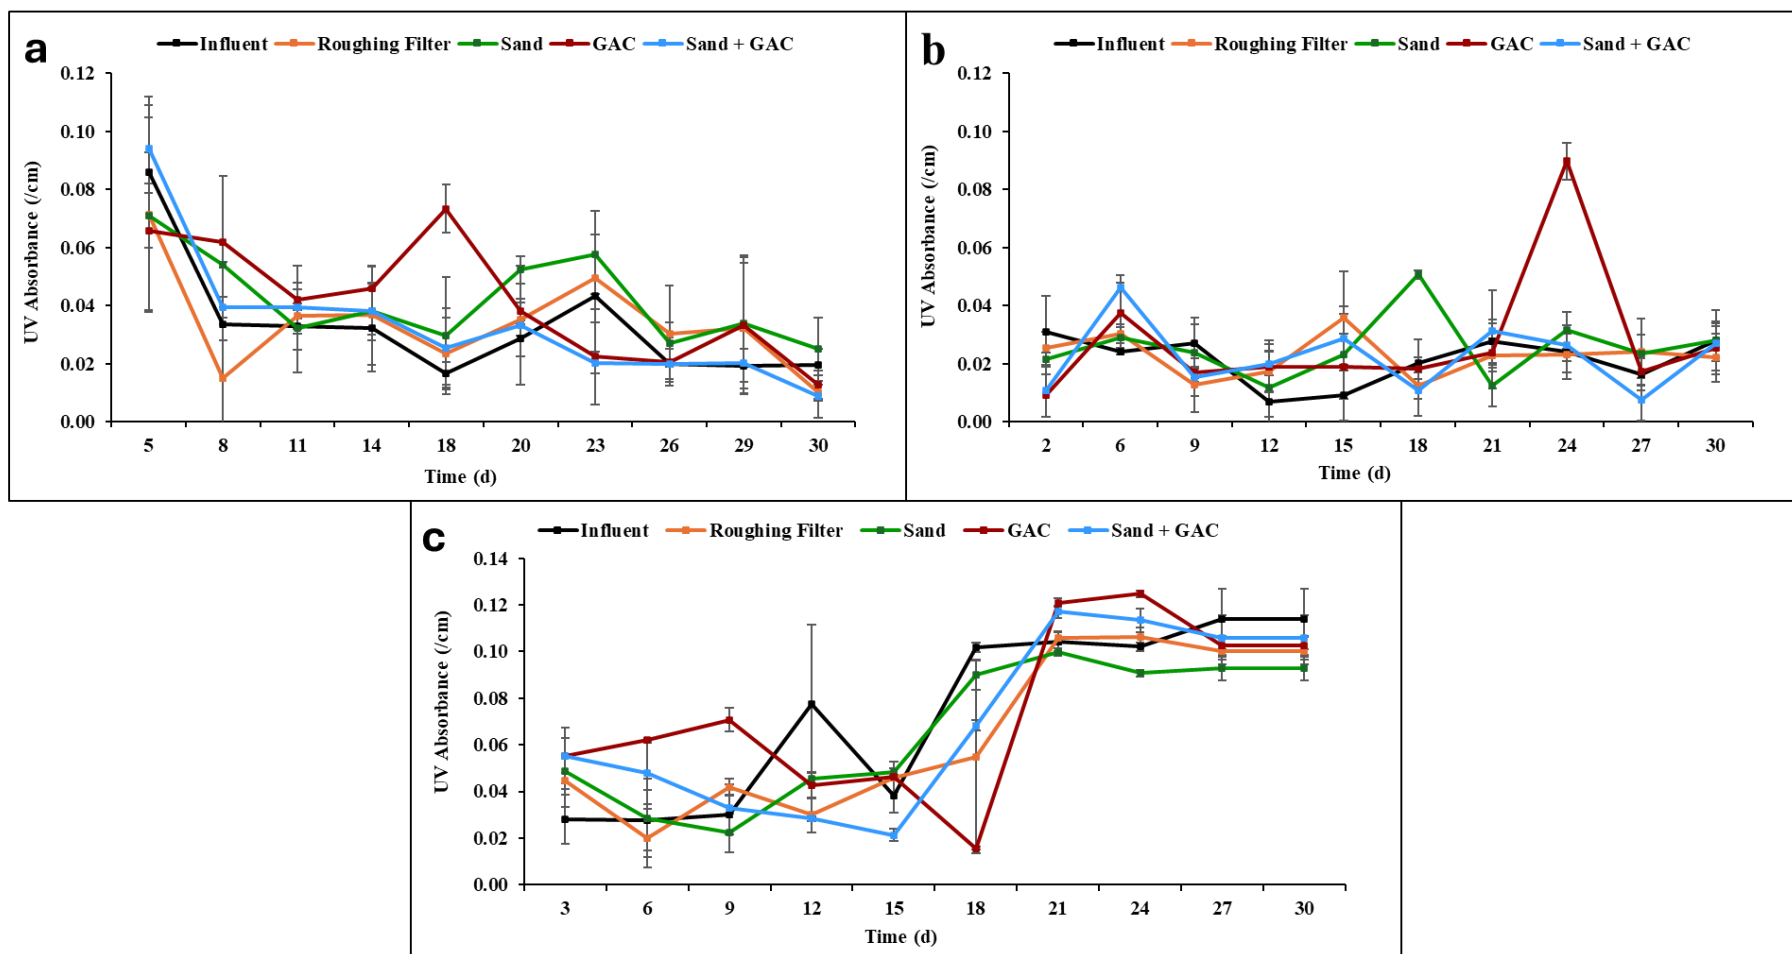 a
Influent Roughing Filter Sand GAC Sand + GAC
0.12
0.10
0.08
0.06
0.04
0.02
0.00
UV Absorbance (/cm)
5 8 11 14 18 20 23 26 29 30
Time (d)
b
Influent Roughing Filter Sand GAC Sand + GAC
0.12
0.10
0.08
0.06
0.04
0.02
0.00
UV Absorbance (/cm)
2 6 9 12 15 18 21 24 27 30
Time (d)
c
Influent Roughing Filter Sand GAC Sand + GAC
0.14
0.12
0.10
0.08
0.06
0.04
0.02
0.00
UV Absorbance (/cm)
3 6 9 12 15 18 21 24 27 30
Time (d)